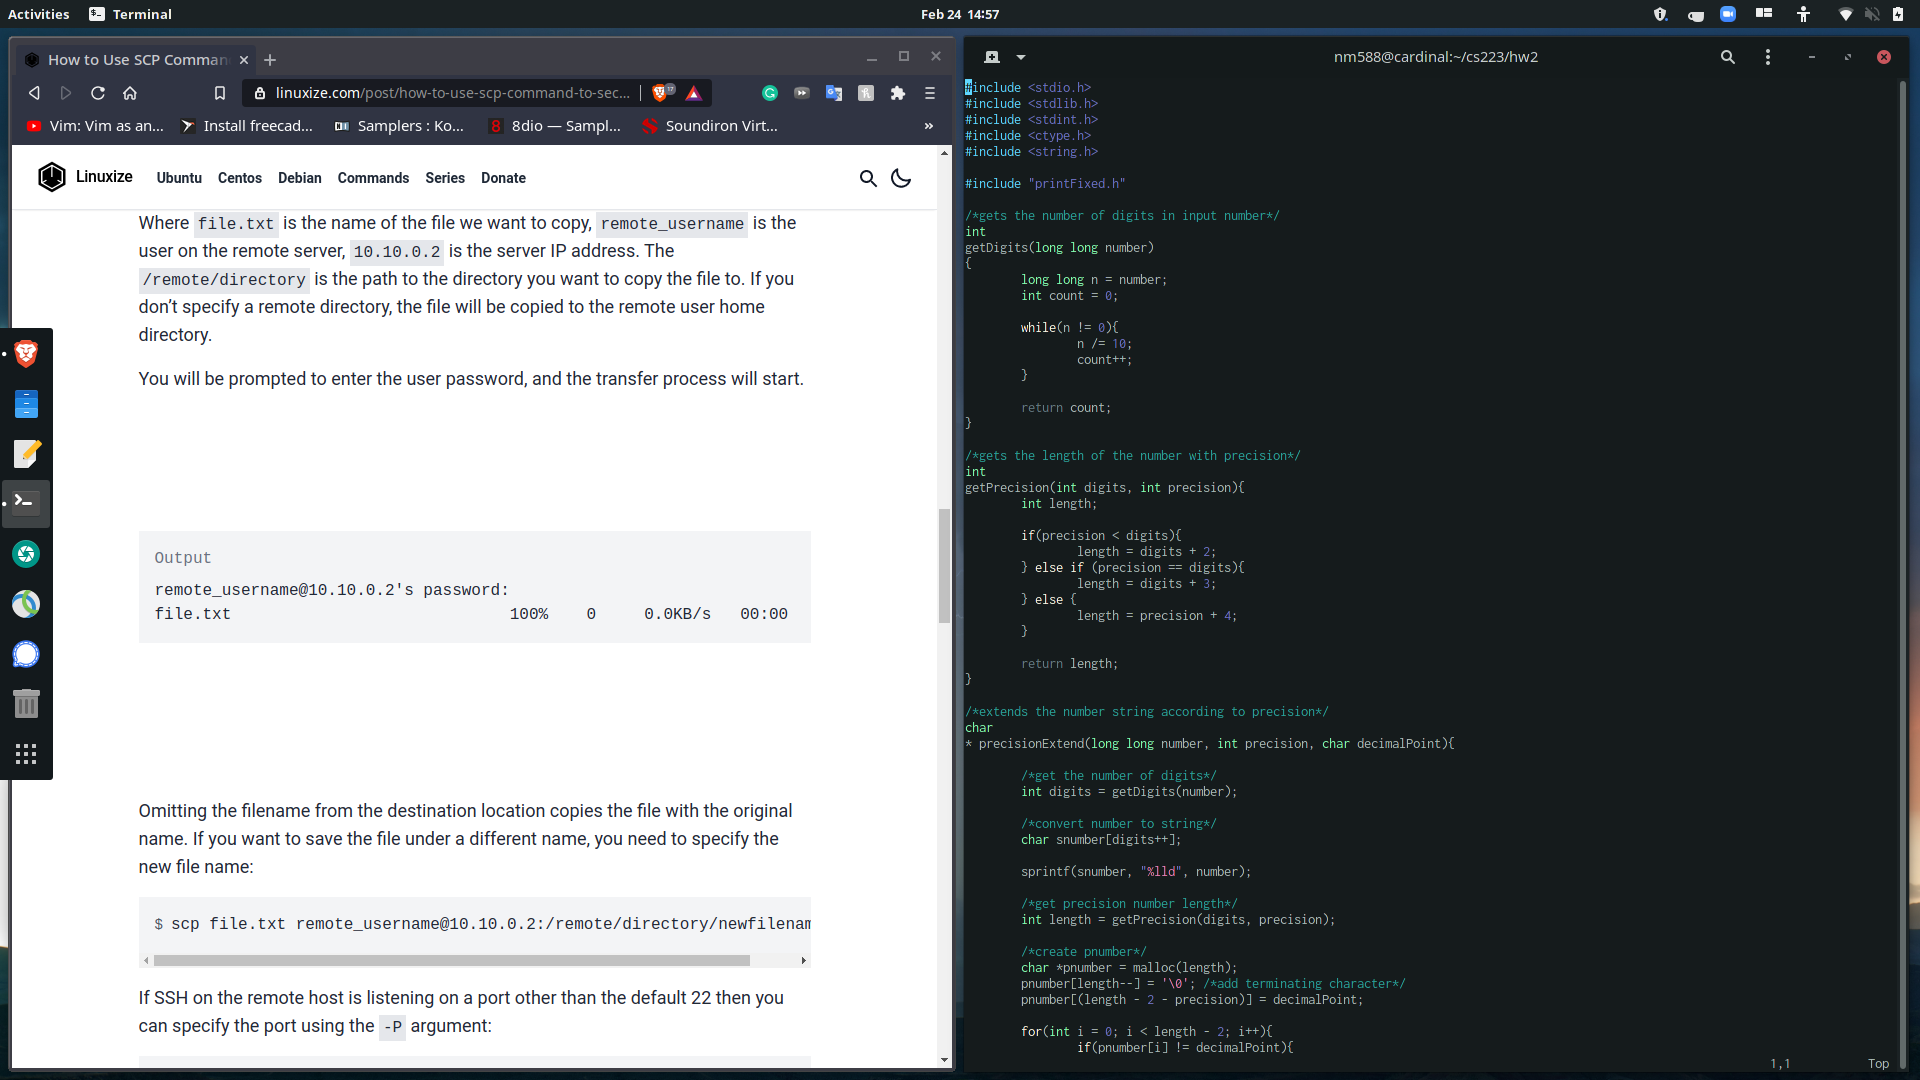 Activities
Terminal
Feb 24 14:57
How to Use SCP Comman
linuxize.com/post/how-to-use-scp-command-to-sec...
Vim: Vim as an...
Install freecad...
Samplers : Ko...
8dio — Sampl...
Soundiron Virt...
»
Linuxize
Ubuntu Centos Debian Commands Series Donate
Where file.txt is the name of the file we want to copy, remote_username is the
user on the remote server, 10.10.0.2 is the server IP address. The
/remote/directory is the path to the directory you want to copy the file to. If you
don’t specify a remote directory, the file will be copied to the remote user home
directory.
You will be prompted to enter the user password, and the transfer process will start.
Output
remote_username@10.10.0.2's password:
file.txt 100% 0 0.0KB/s 00:00
Omitting the filename from the destination location copies the file with the original
name. If you want to save the file under a different name, you need to specify the
new file name:
$ scp file.txt remote_username@10.10.0.2:/remote/directory/newfilenam
If SSH on the remote host is listening on a port other than the default 22 then you
can specify the port using the -P argument:
nm588@cardinal:~/cs223/hw2
#include <stdio.h>
#include <stdlib.h>
#include <stdint.h>
#include <ctype.h>
#include <string.h>
#include "printFixed.h"
/*gets the number of digits in input number*/
int
getDigits(long long number)
{
long long n = number;
int count = 0;
while(n != 0){
n /= 10;
count++;
}
return count;
}
/*gets the length of the number with precision*/
int
getPrecision(int digits, int precision){
int length;
if(precision < digits){
length = digits + 2;
} else if (precision == digits){
length = digits + 3;
} else {
length = precision + 4;
}
return length;
}
/*extends the number string according to precision*/
char
* precisionExtend(long long number, int precision, char decimalPoint){
/*get the number of digits*/
int digits = getDigits(number);
/*convert number to string*/
char snumber[digits++];
sprintf(snumber, "%lld", number);
/*get precision number length*/
int length = getPrecision(digits, precision);
/*create pnumber*/
char *pnumber = malloc(length);
pnumber[length--] = '\0'; /*add terminating character*/
pnumber[(length - 2 - precision)] = decimalPoint;
for(int i = 0; i < length - 2; i++){
if(pnumber[i] != decimalPoint){
1,1 Top